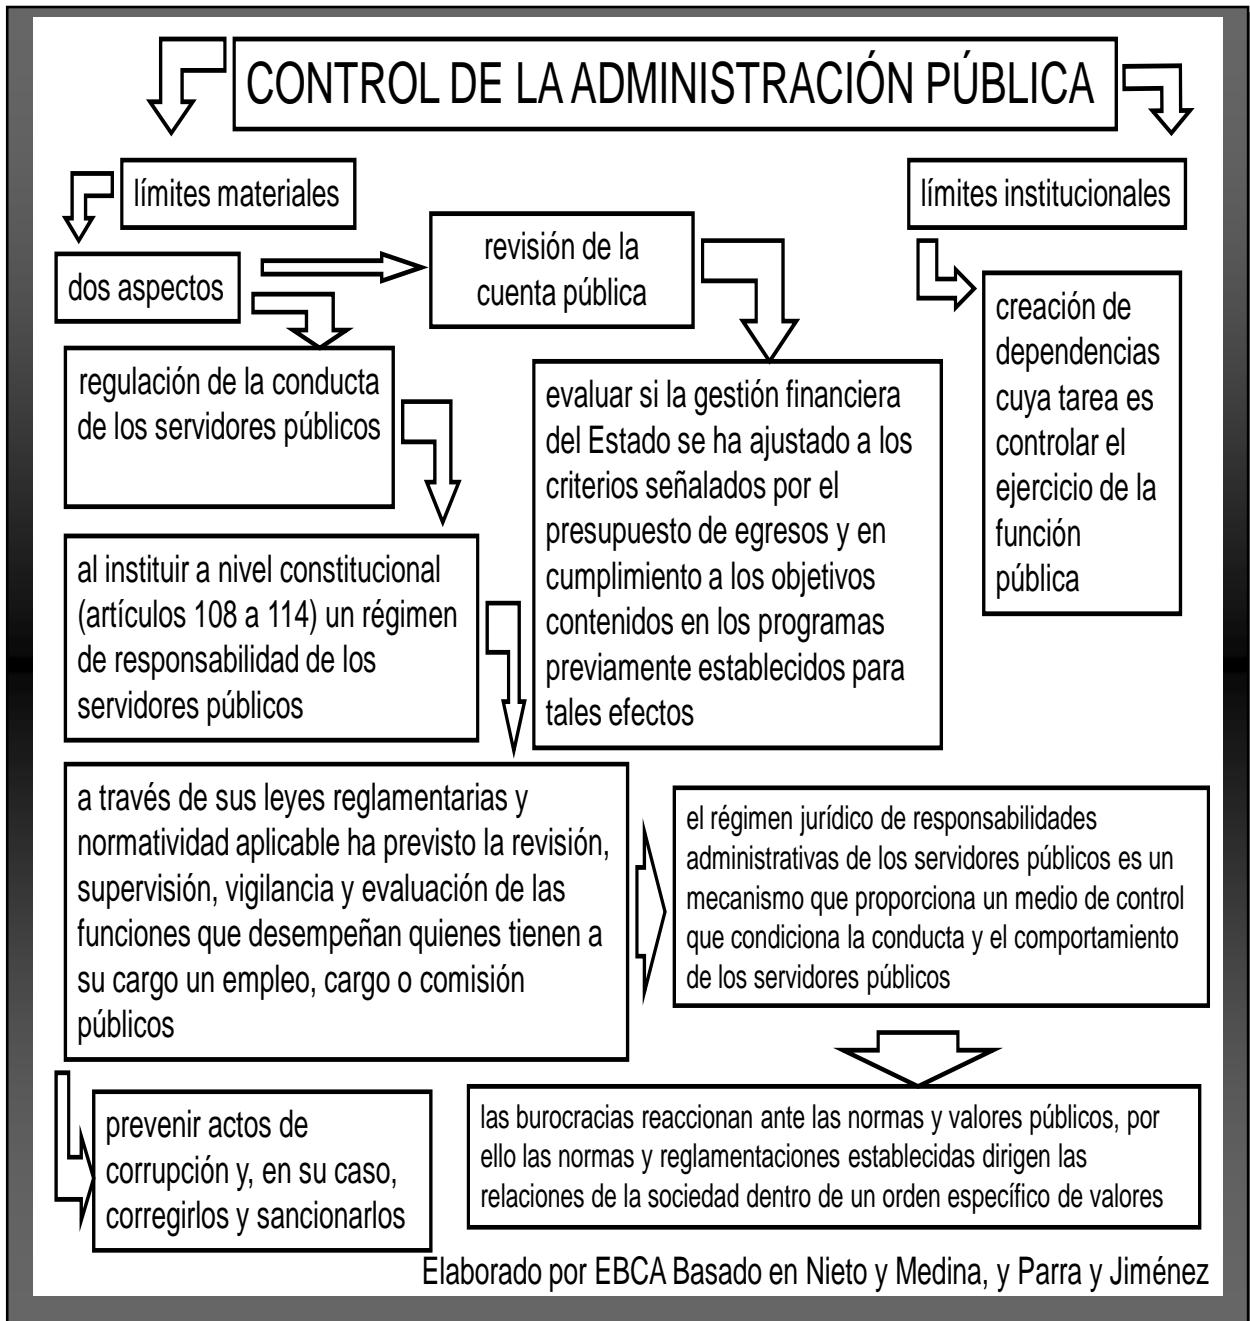 CONTROL DE LA ADMINISTRACIÓN PÚBLICA
límites materiales
límites institucionales
dos aspectos
revisión de la
cuenta pública
creación de
dependencias
cuya tarea es
controlar el
ejercicio de la
función
pública
regulación de la conducta
de los servidores públicos
evaluar si la gestión financiera
del Estado se ha ajustado a los
criterios señalados por el
presupuesto de egresos y en
cumplimiento a los objetivos
contenidos en los programas
previamente establecidos para
tales efectos
al instituir a nivel constitucional
(artículos 108 a 114) un régimen
de responsabilidad de los
servidores públicos
a través de sus leyes reglamentarias y
normatividad aplicable ha previsto la revisión,
supervisión, vigilancia y evaluación de las
funciones que desempeñan quienes tienen a
su cargo un empleo, cargo o comisión
públicos
el régimen jurídico de responsabilidades
administrativas de los servidores públicos es un
mecanismo que proporciona un medio de control
que condiciona la conducta y el comportamiento
de los servidores públicos
prevenir actos de
corrupción y, en su caso,
corregirlos y sancionarlos
las burocracias reaccionan ante las normas y valores públicos, por
ello las normas y reglamentaciones establecidas dirigen las
relaciones de la sociedad dentro de un orden específico de valores
Elaborado por EBCA Basado en Nieto y Medina, y Parra y Jiménez